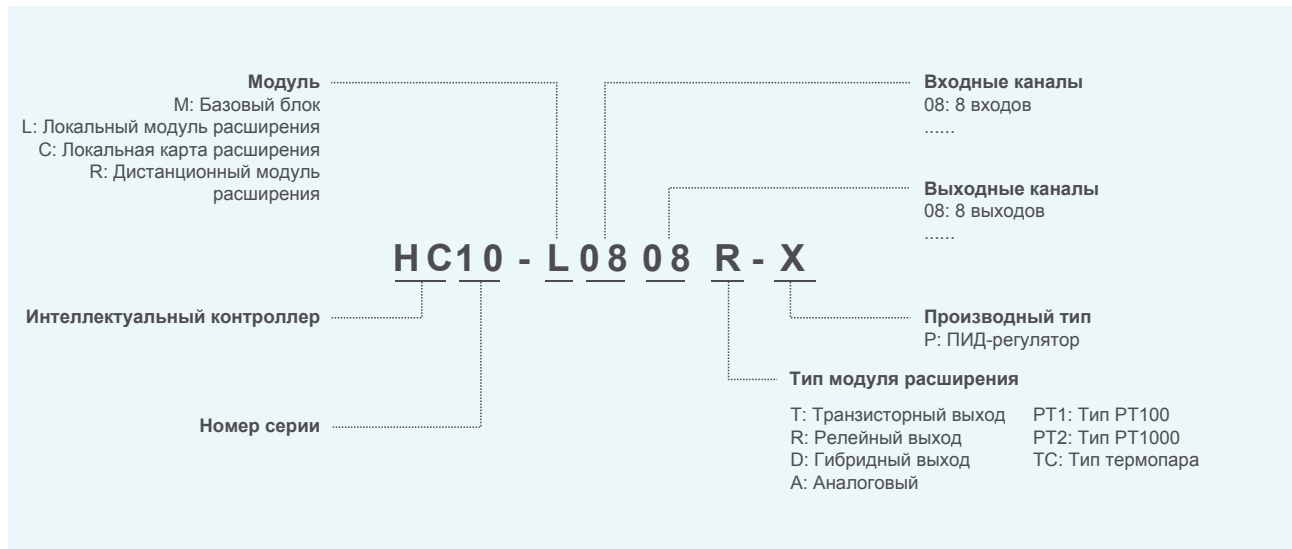 Модуль
M: Базовый блок
L: Локальный модуль расширения
C: Локальная карта расширения
R: Дистанционный модуль
расширения
Входные каналы
08: 8 входов
......
Выходные каналы
08: 8 выходов
......
HC10 - L0808 R - X
Интеллектуальный контроллер
Номер серии
Производный тип
P: ПИД-регулятор
Тип модуля расширения
T: Транзисторный выход
R: Релейный выход
D: Гибридный выход
A: Аналоговый
PT1: Тип PT100
PT2: Тип PT1000
TC: Тип термопара